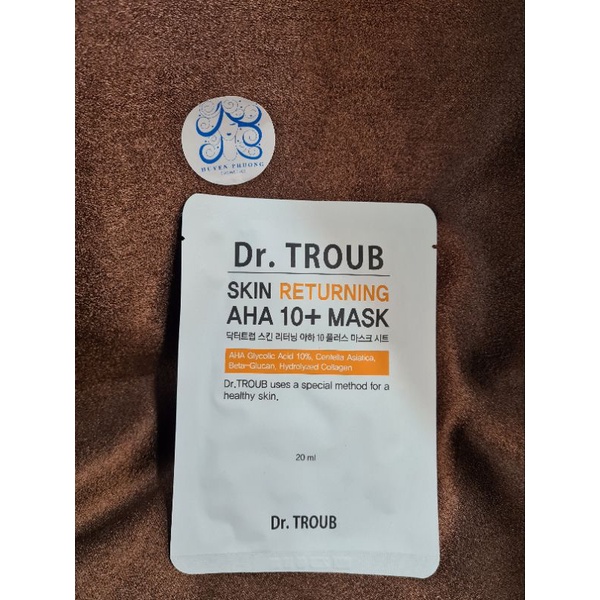 HUYEN PHUONG
Dr. TROUB
SKIN RETURNING
AHA 10+ MASK
닥터트럽 스킨 리터닝 아하 10 플러스 마스크 시트
AHA Glycolic Acid 10%, Centella Asiatica,
Beta-Glucan, Hydrolyzed Collagen
Dr.TROUB uses a special method for a
healthy skin.
20 ml
Dr. TROUB